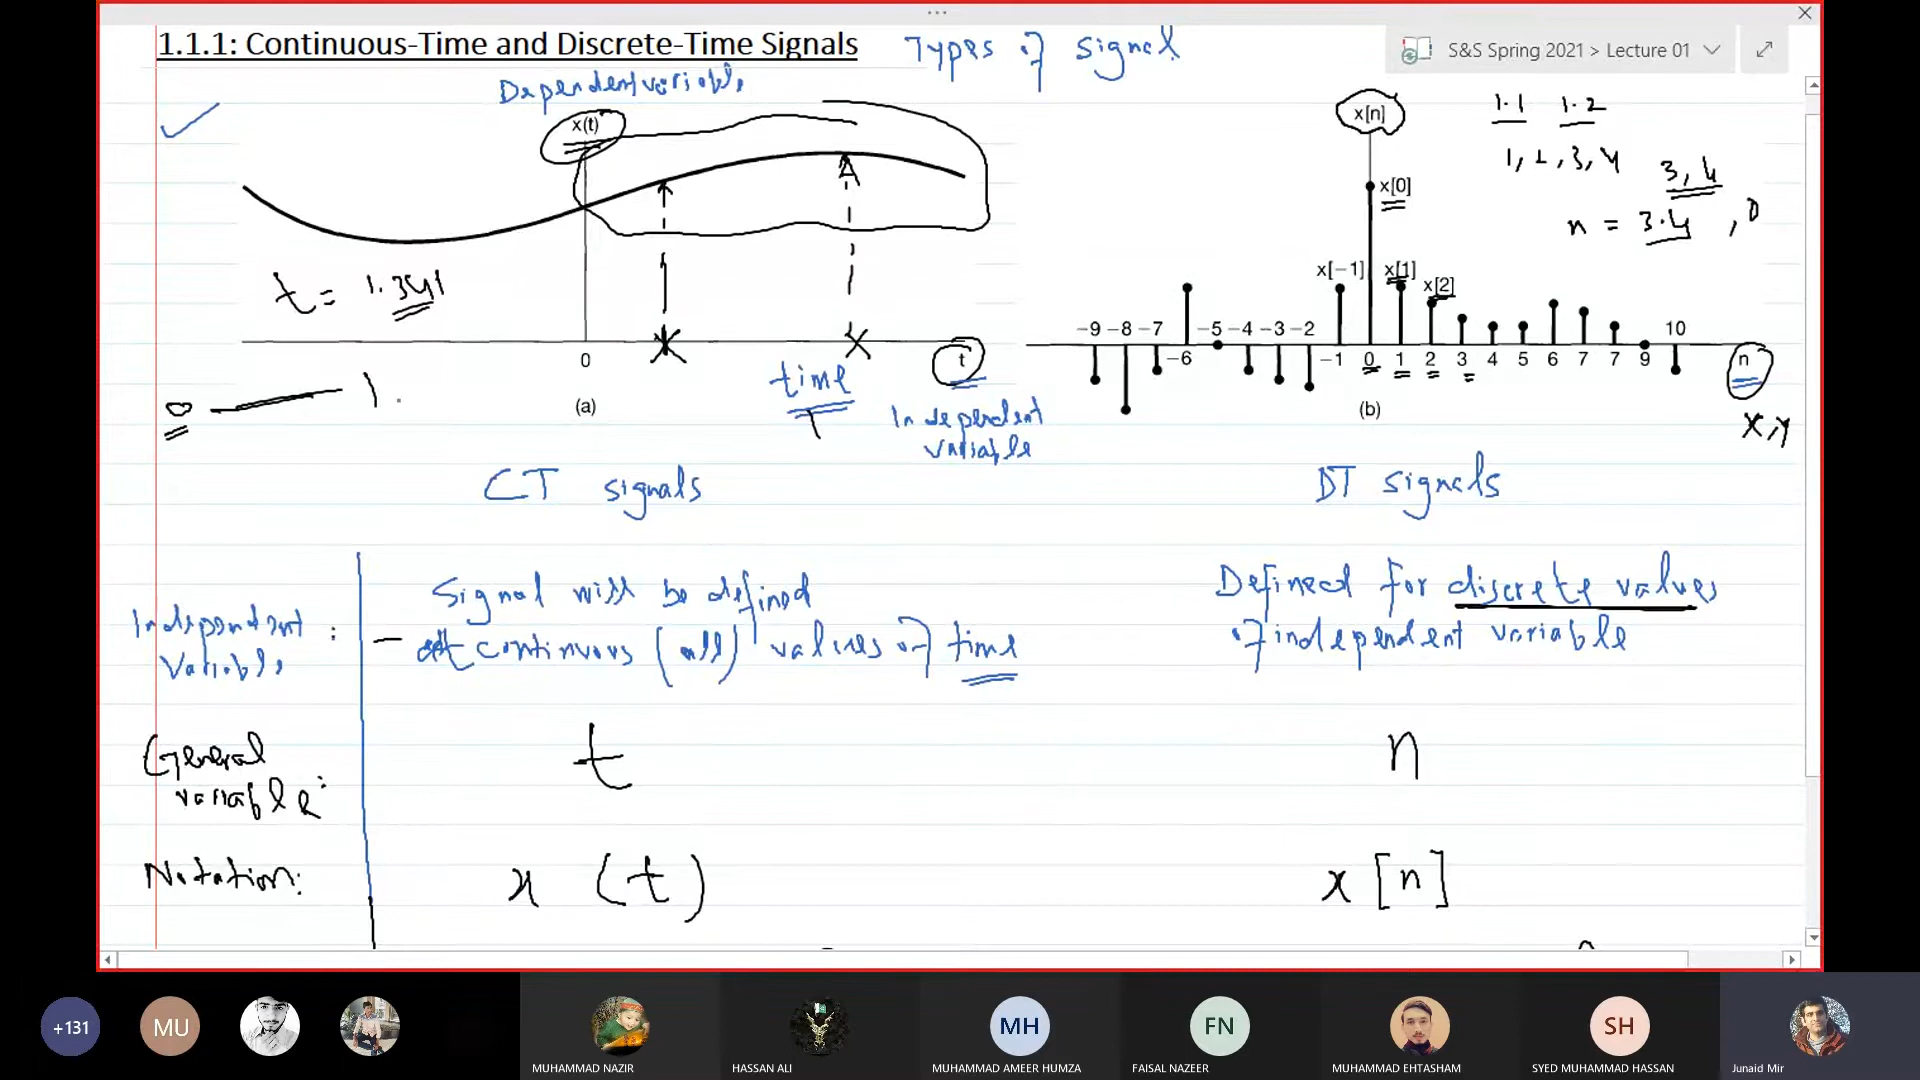 1.1.1: Continuous-Time and Discrete-Time Signals
Types of signal
S&S Spring 2021 > Lecture 01
Dependent variable
x(t)
t = 1.341
0
t
time
T
(a)
Independent
variable
0
1.
x[n]
1.1 1.2
1, 2, 3, 4
3, 4
n = 3.4 , 0
x[0]
x[−1]
x[1]
x[2]
−9 −8 −7 −6 −5 −4 −3 −2 −1 0 1 2 3 4 5 6 7 7 9 10
n
(b)
x, y
CT signals
DT signals
Independent
Variable :
– Signal will be defined
at continuous (all) values of time
Defined for discrete values
of independent variable
General
variable:
t
n
Notation:
x (t)
x [n]
+131
MU
MH
FN
SH
MUHAMMAD NAZIR
HASSAN ALI
MUHAMMAD AMEER HUMZA
FAISAL NAZEER
MUHAMMAD EHTASHAM
SYED MUHAMMAD HASSAN
Junaid Mir